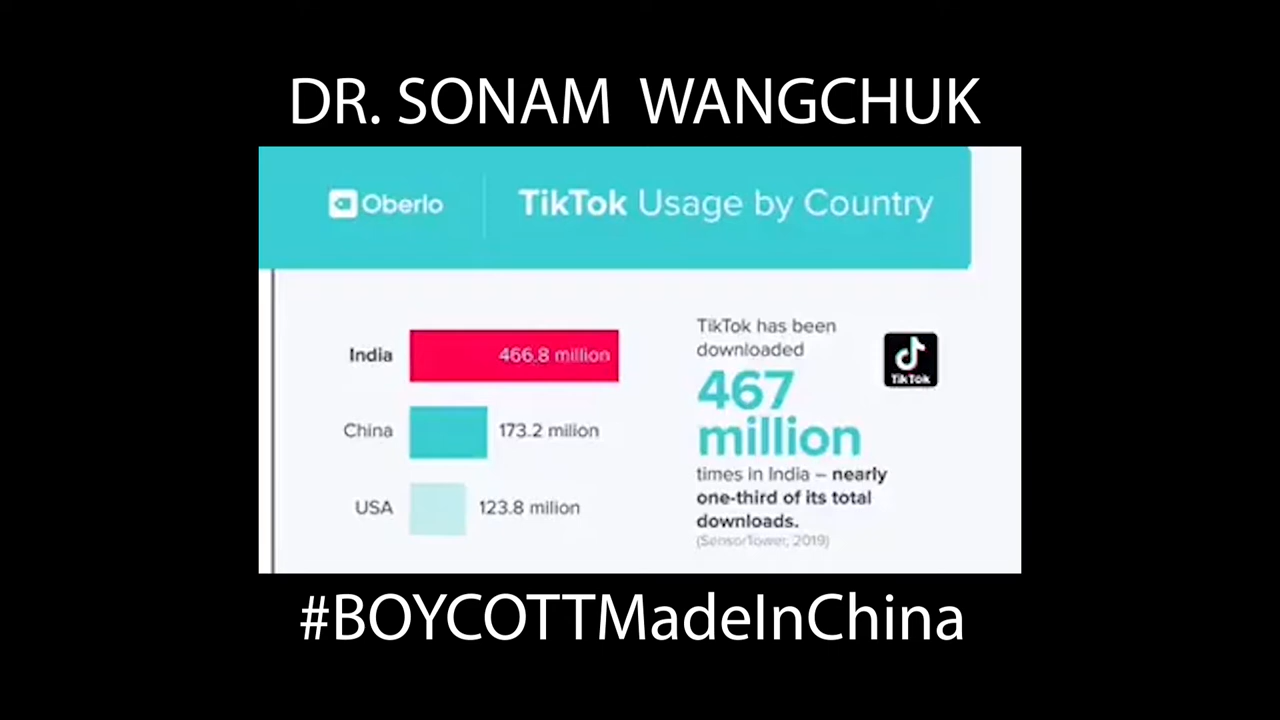 DR. SONAM WANGCHUK
Oberlo
TikTok Usage by Country
India 466.8 million
China 173.2 milion
USA 123.8 milion
TikTok has been
downloaded
467
million
times in India – nearly
one-third of its total
downloads.
(SensorTower, 2019)
TikTok
#BOYCOTTMadeInChina